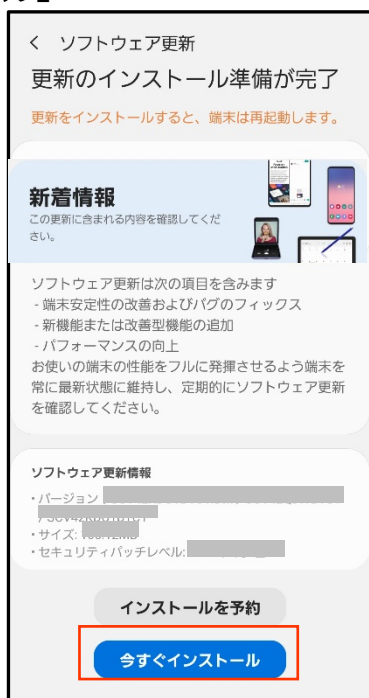 < ソフトウェア更新
更新のインストール準備が完了
更新をインストールすると、端末は再起動します。
新着情報
この更新に含まれる内容を確認してくだ
さい。
ソフトウェア更新は次の項目を含みます
- 端末安定性の改善およびバグのフィックス
- 新機能または改善型機能の追加
- パフォーマンスの向上
お使いの端末の性能をフルに発揮させるよう端末を
常に最新状態に維持し、定期的にソフトウェア更新
を確認してください。
ソフトウェア更新情報
・バージョン
・サイズ:
・セキュリティパッチレベル:
インストールを予約
今すぐインストール